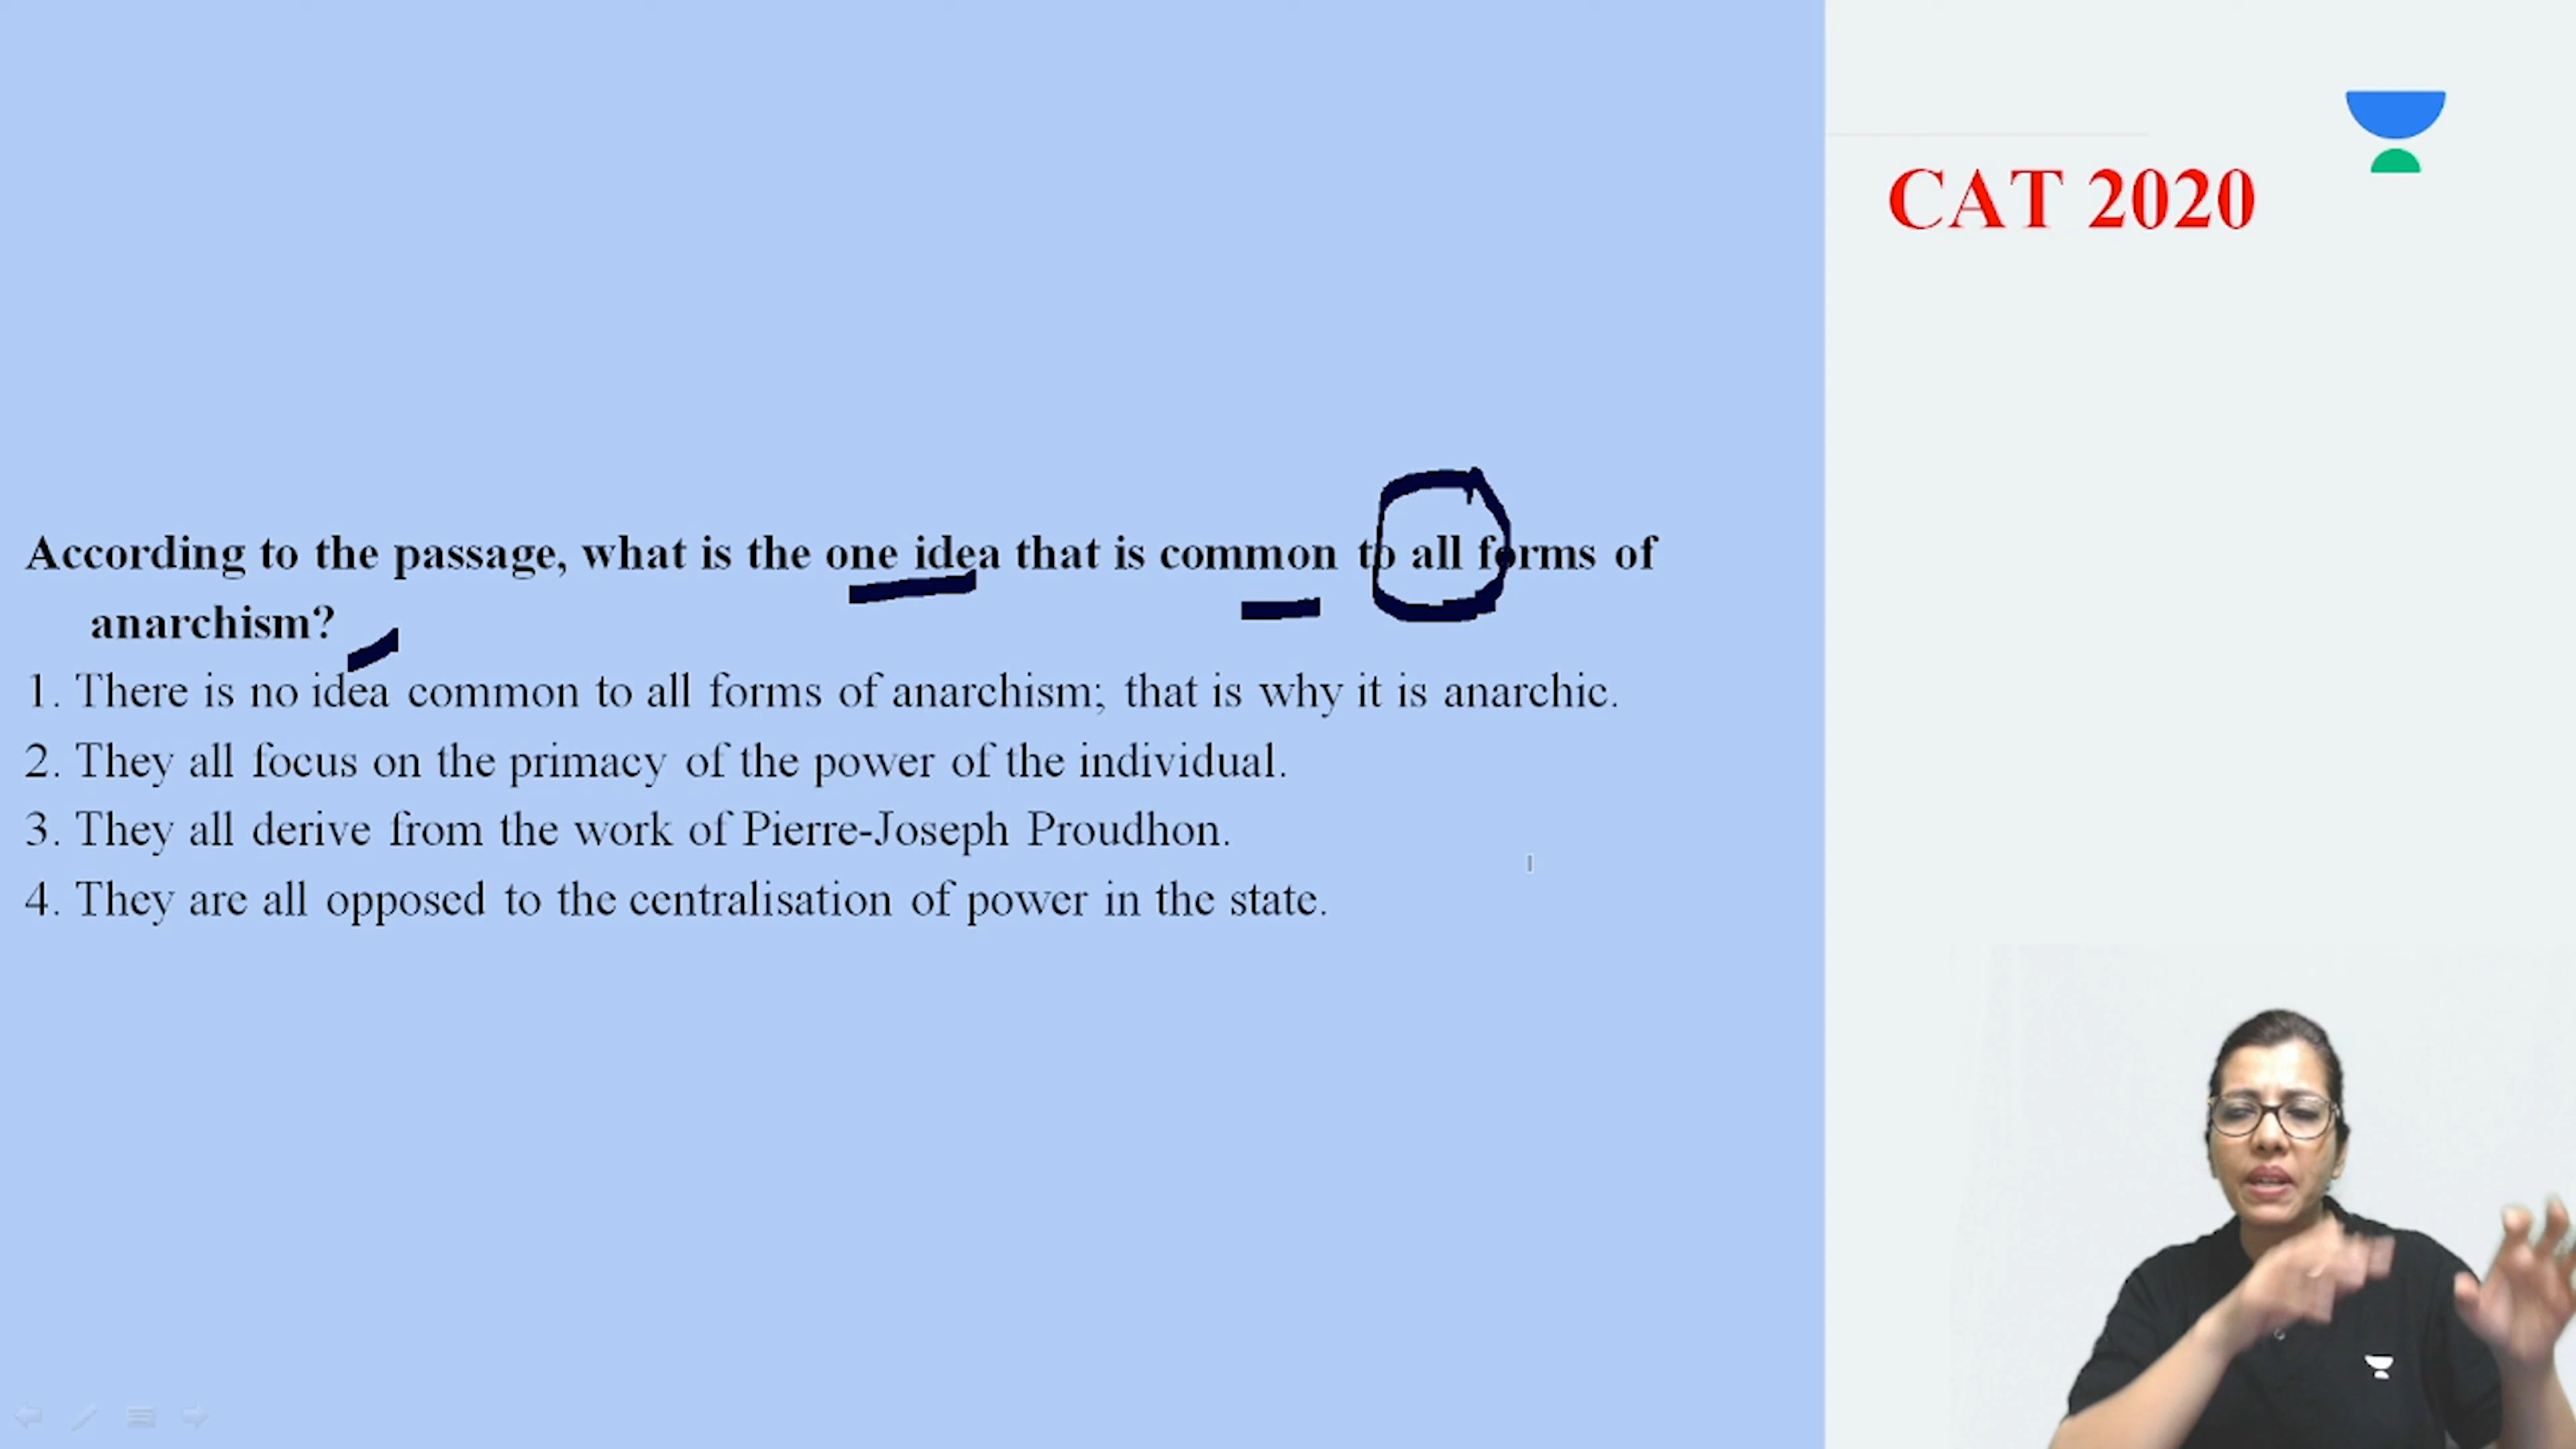 CAT 2020
According to the passage, what is the one idea that is common to all forms of
anarchism?
1. There is no idea common to all forms of anarchism; that is why it is anarchic.
2. They all focus on the primacy of the power of the individual.
3. They all derive from the work of Pierre-Joseph Proudhon.
4. They are all opposed to the centralisation of power in the state.